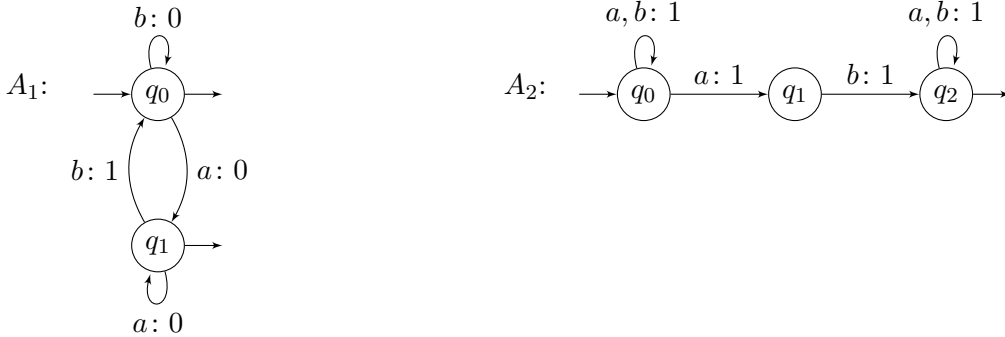 b: 0
A₁:
q₀
b: 1
a: 0
q₁
a: 0
a, b: 1
a, b: 1
A₂:
q₀
a: 1
q₁
b: 1
q₂